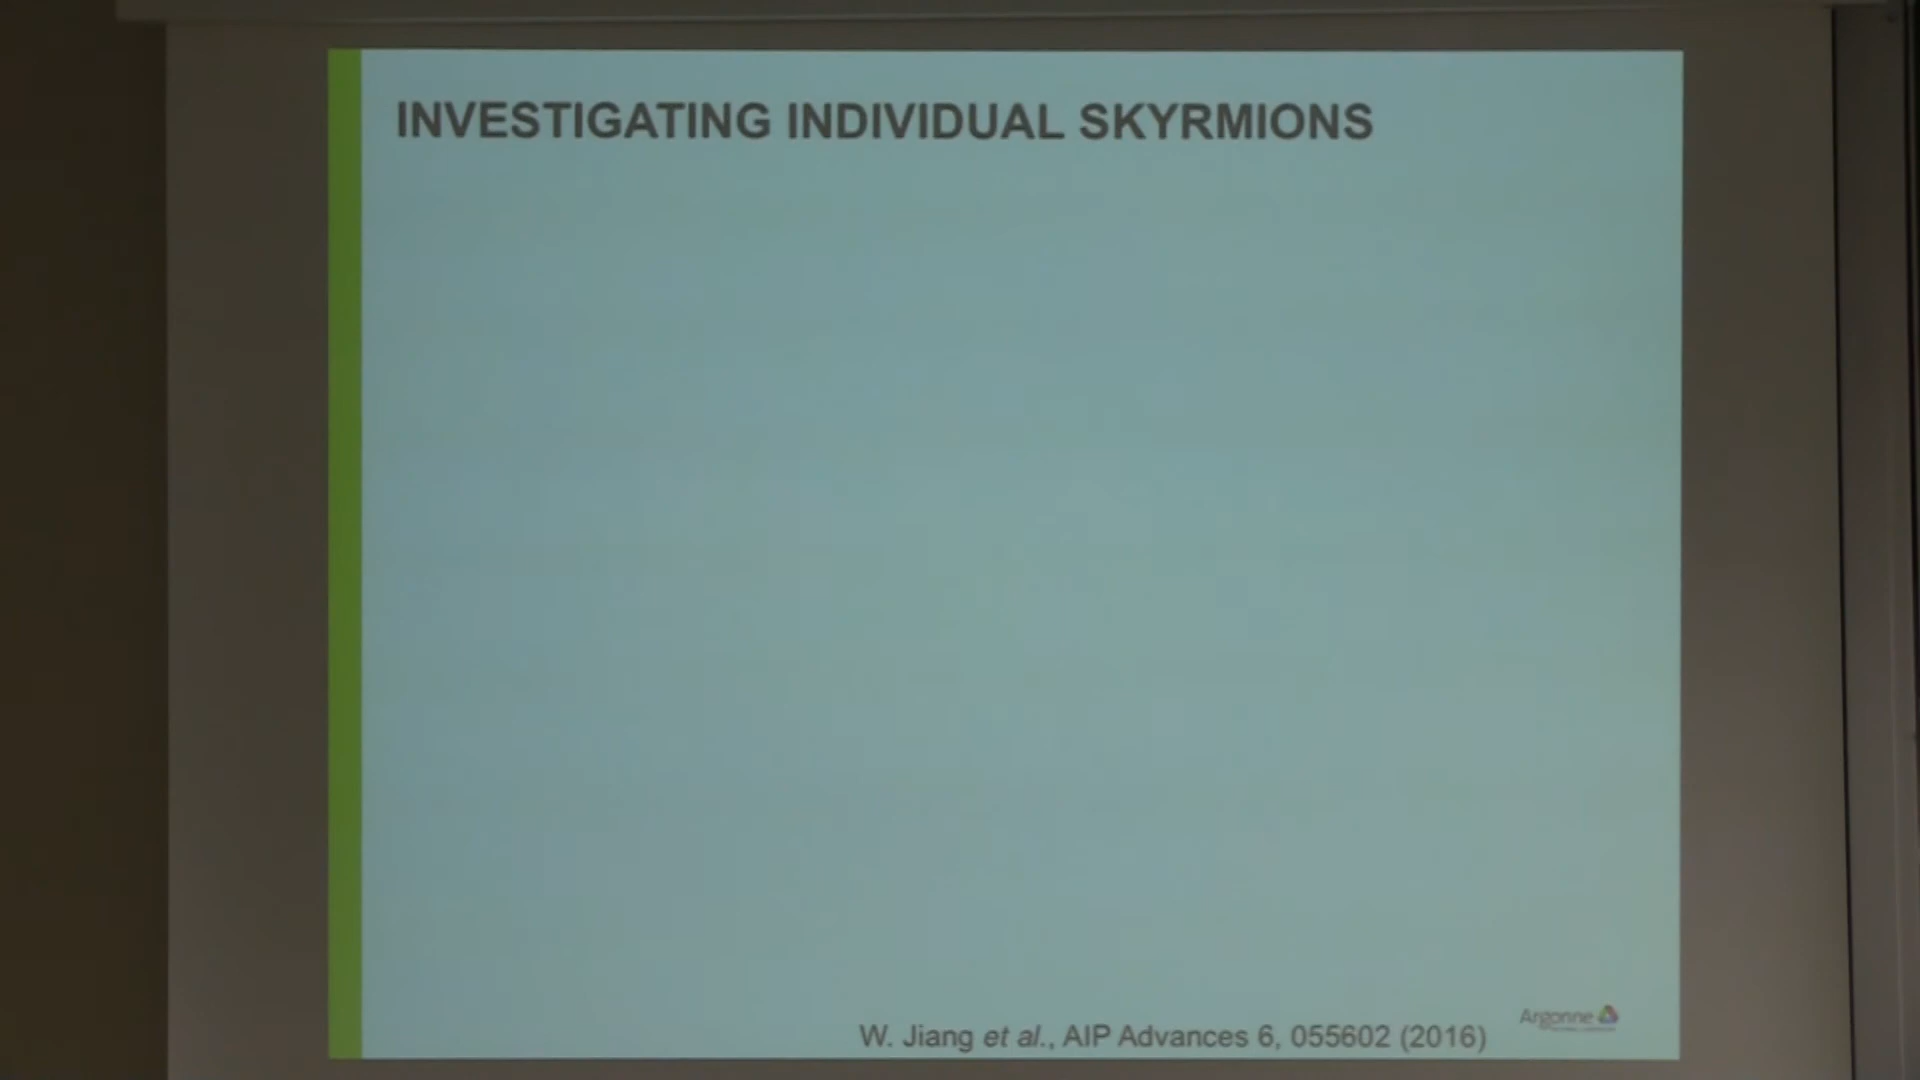 INVESTIGATING INDIVIDUAL SKYRMIONS
Argonne
W. Jiang et al., AIP Advances 6, 055602 (2016)